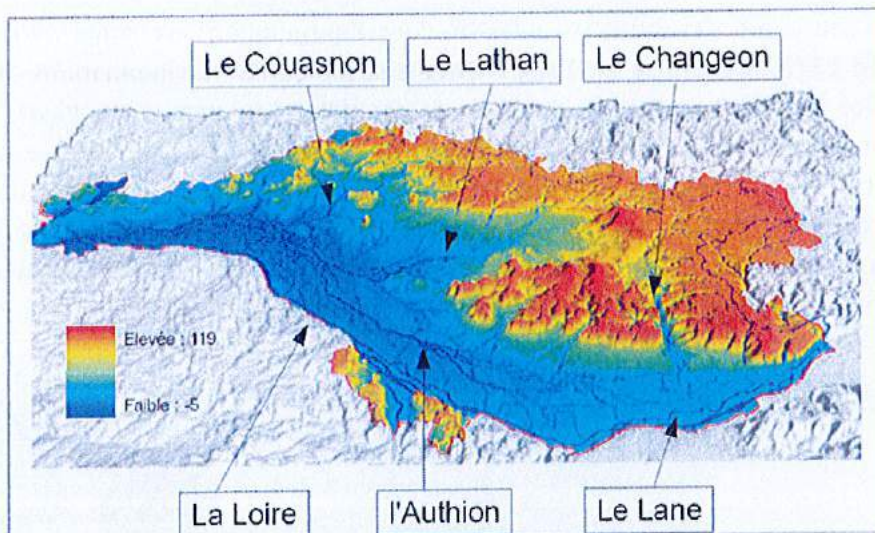 Le Couasnon
Le Lathan
Le Changeon
Elevée : 119
Faible : -5
La Loire
l'Authion
Le Lane